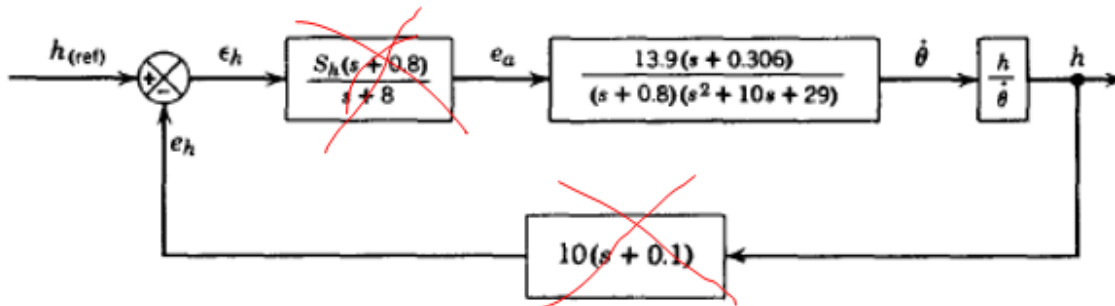 h(ref)
+
−
ϵh
Sh(s + 0.8)
s + 8
ea
13.9(s + 0.306)
(s + 0.8)(s² + 10s + 29)
θ̇
h
θ̇
h
eh
10(s + 0.1)